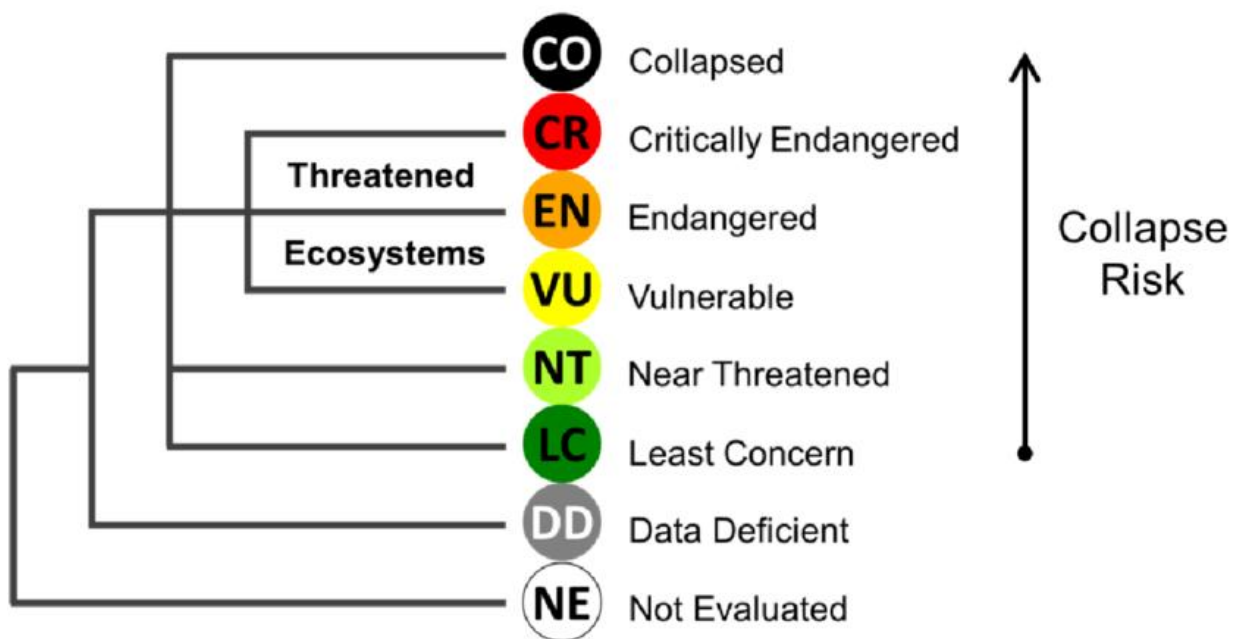 CO Collapsed
CR Critically Endangered
Threatened
EN Endangered
Ecosystems
VU Vulnerable
NT Near Threatened
LC Least Concern
DD Data Deficient
NE Not Evaluated
Collapse
Risk